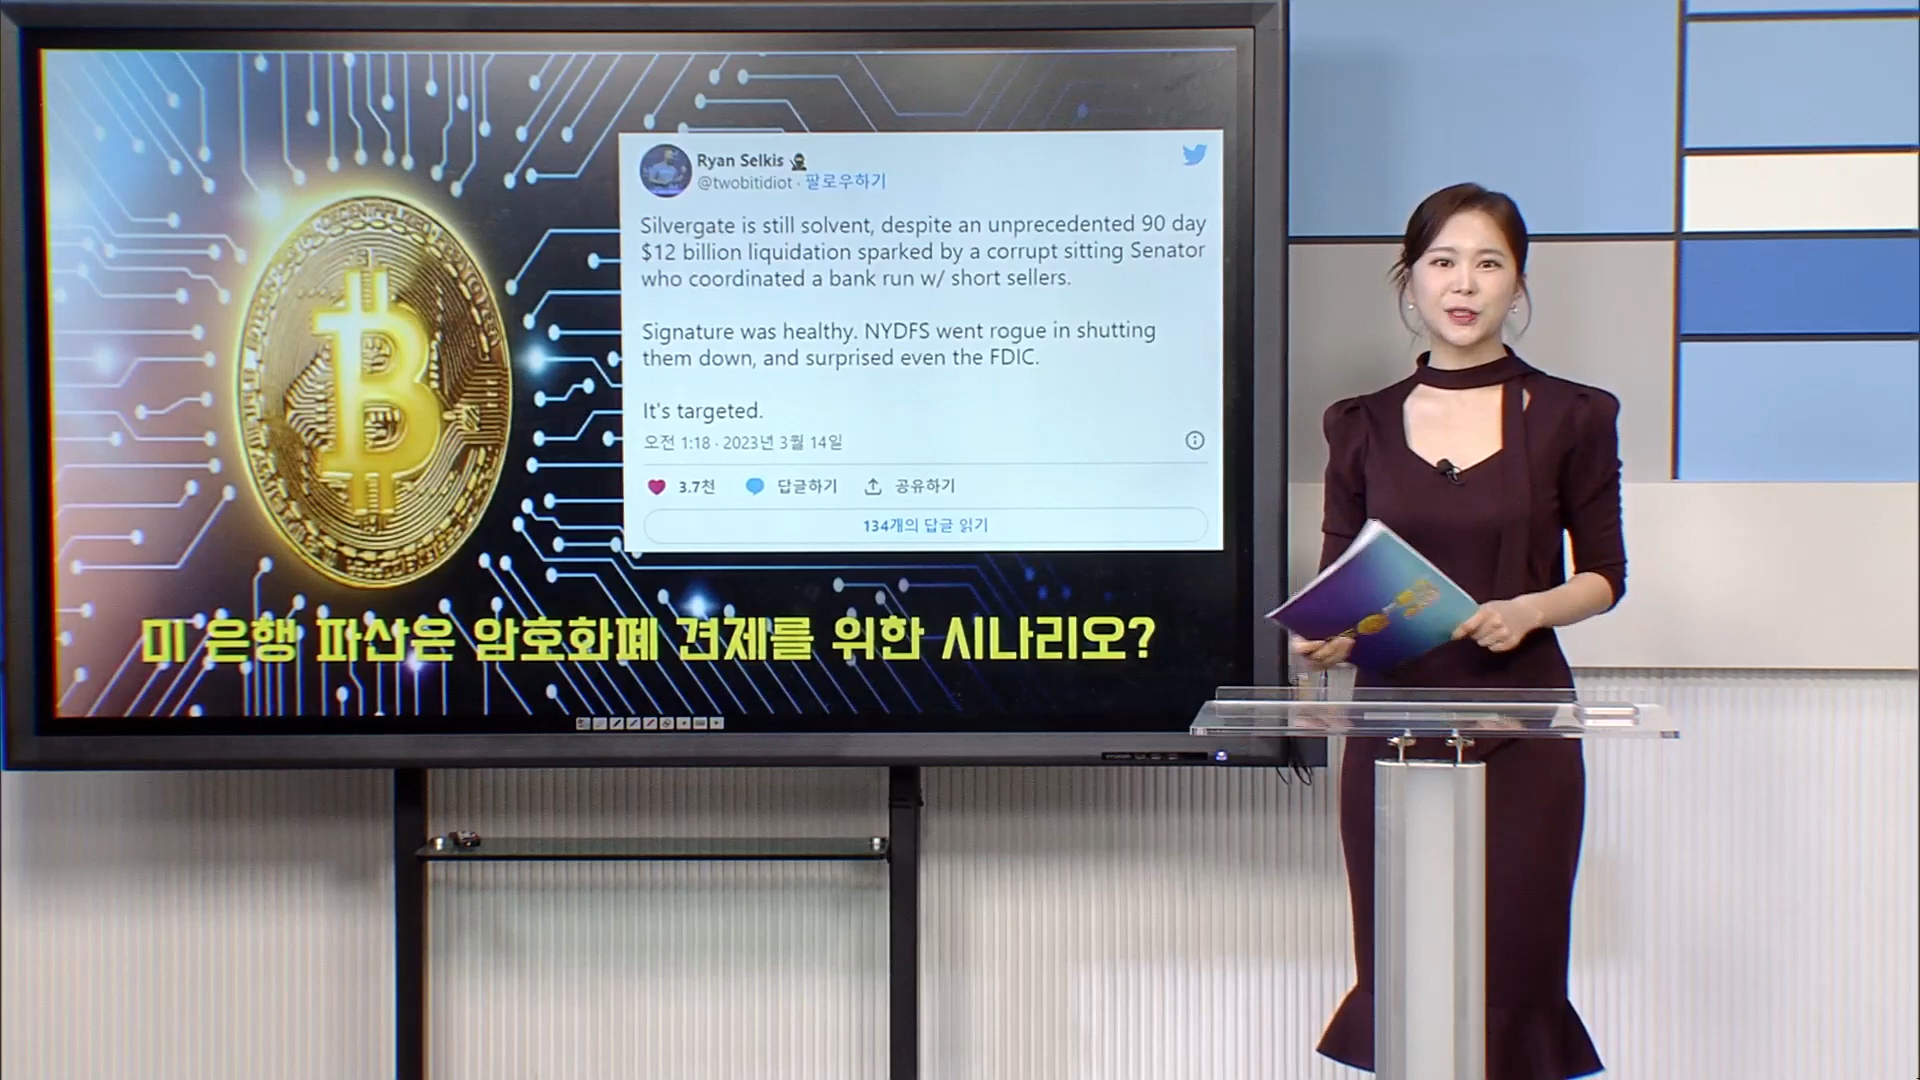 Ryan Selkis
@twobitidiot · 팔로우하기
Silvergate is still solvent, despite an unprecedented 90 day
$12 billion liquidation sparked by a corrupt sitting Senator
who coordinated a bank run w/ short sellers.
Signature was healthy. NYDFS went rogue in shutting
them down, and surprised even the FDIC.
It's targeted.
오전 1:18 · 2023년 3월 14일
3.7천 답글하기 공유하기
134개의 답글 읽기
미 은행 파산은 암호화폐 견제를 위한 시나리오?